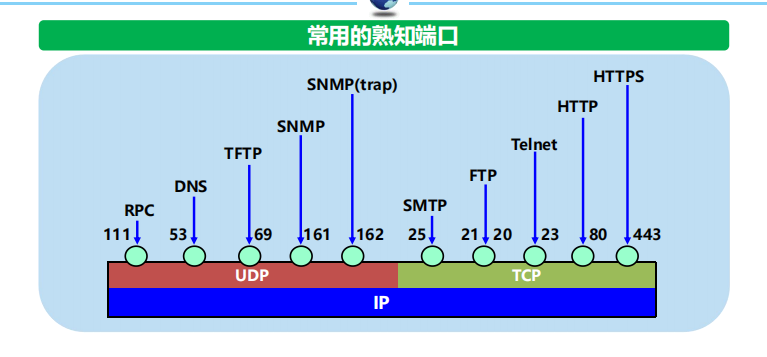 常用的熟知端口
HTTPS
SNMP(trap)
HTTP
SNMP
Telnet
TFTP
FTP
DNS
SMTP
RPC
111 53 69 161 162 25 21 20 23 80 443
UDP TCP
IP